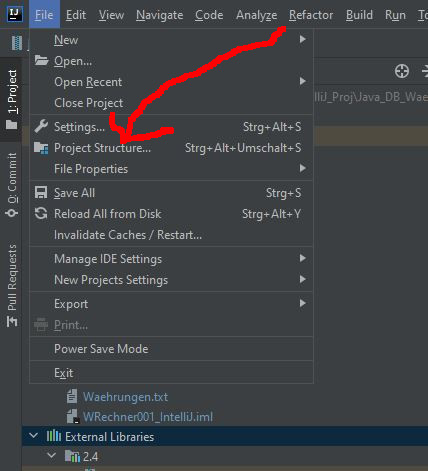 IJ File Edit View Navigate Code Analyze Refactor Build Run To
New
Open...
Open Recent
Close Project
Settings... Strg+Alt+S
Project Structure... Strg+Alt+Umschalt+S
File Properties
Save All Strg+S
Reload All from Disk Strg+Alt+Y
Invalidate Caches / Restart...
Manage IDE Settings
New Projects Settings
Export
Print...
Power Save Mode
Exit
lliJ_Proj\Java_DB_Wae
1: Project
0: Commit
Pull Requests
Waehrungen.txt
WRechner001_IntelliJ.iml
External Libraries
2.4